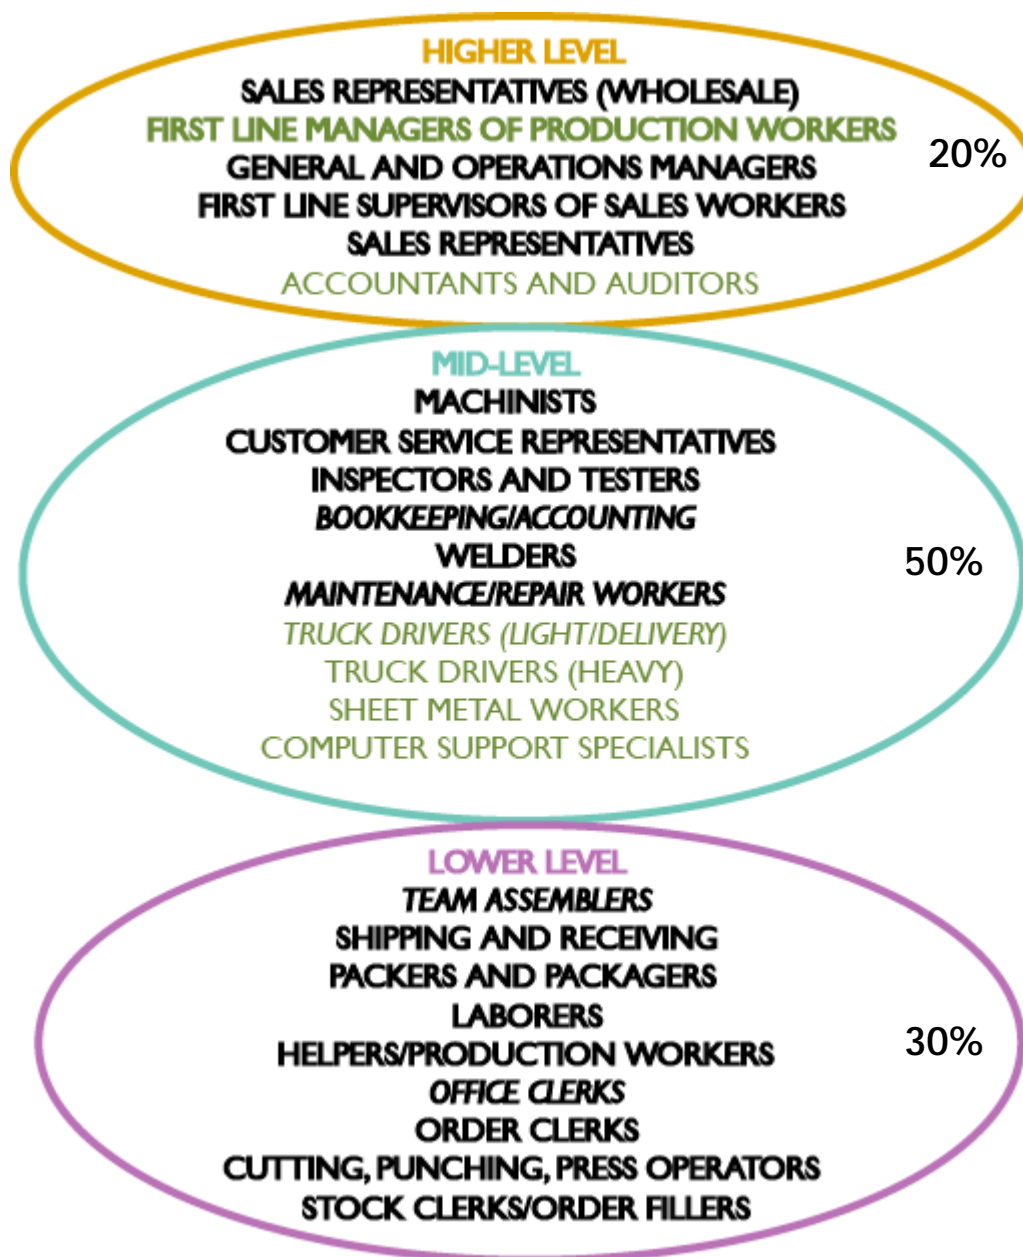 HIGHER LEVEL
SALES REPRESENTATIVES (WHOLESALE)
FIRST LINE MANAGERS OF PRODUCTION WORKERS
20%
GENERAL AND OPERATIONS MANAGERS
FIRST LINE SUPERVISORS OF SALES WORKERS
SALES REPRESENTATIVES
ACCOUNTANTS AND AUDITORS
MID-LEVEL
MACHINISTS
CUSTOMER SERVICE REPRESENTATIVES
INSPECTORS AND TESTERS
BOOKKEEPING/ACCOUNTING
WELDERS
50%
MAINTENANCE/REPAIR WORKERS
TRUCK DRIVERS (LIGHT/DELIVERY)
TRUCK DRIVERS (HEAVY)
SHEET METAL WORKERS
COMPUTER SUPPORT SPECIALISTS
LOWER LEVEL
TEAM ASSEMBLERS
SHIPPING AND RECEIVING
PACKERS AND PACKAGERS
LABORERS
30%
HELPERS/PRODUCTION WORKERS
OFFICE CLERKS
ORDER CLERKS
CUTTING, PUNCHING, PRESS OPERATORS
STOCK CLERKS/ORDER FILLERS